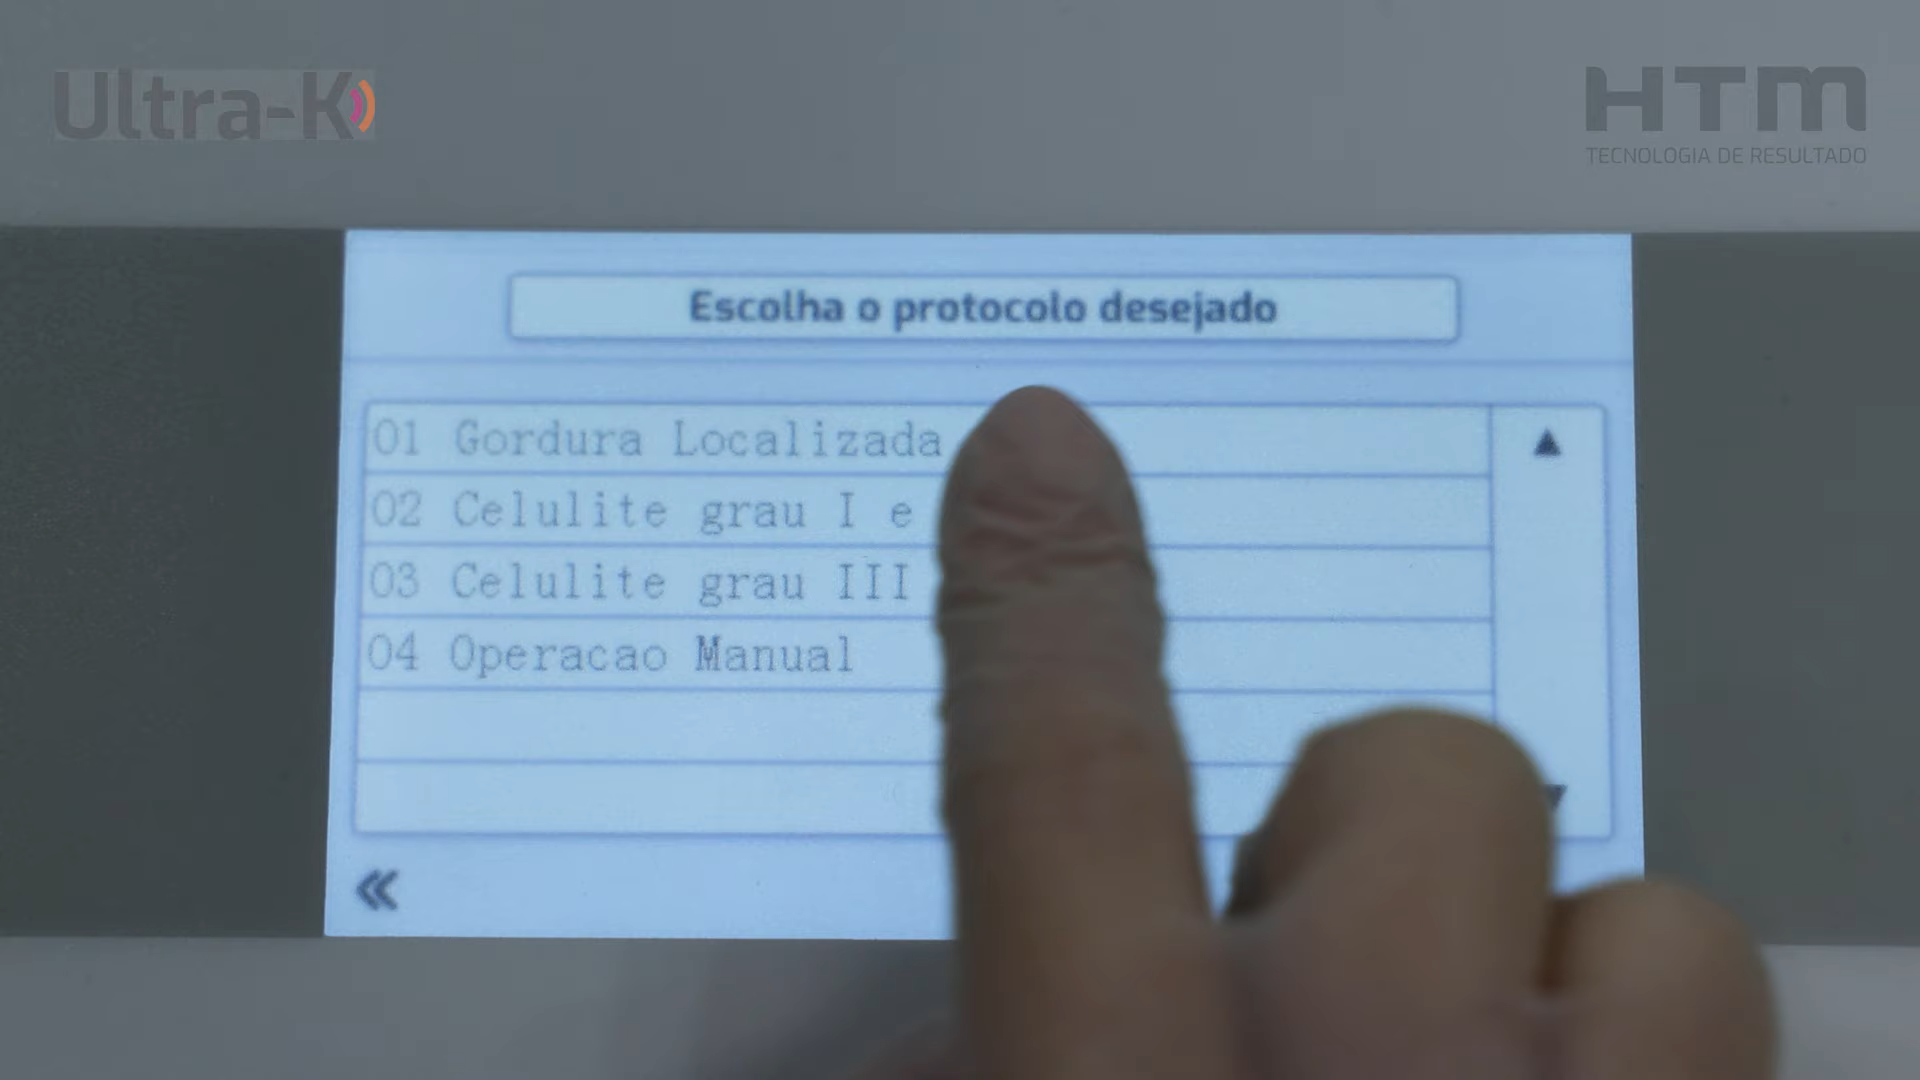 Ultra-K
HTM
TECNOLOGIA DE RESULTADO
Escolha o protocolo desejado
01 Gordura Localizada
02 Celulite grau I e
03 Celulite grau III
04 Operacao Manual